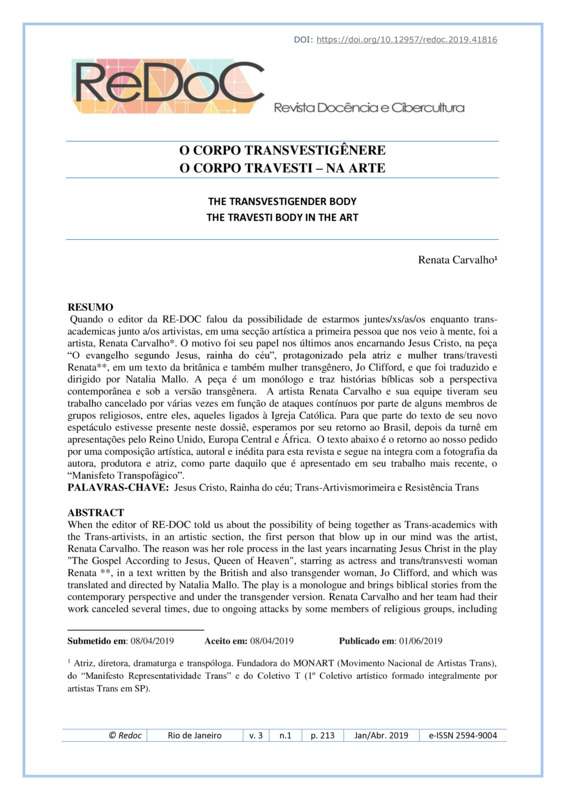 DOI: https://doi.org/10.12957/redoc.2019.41816
ReDoC
Revista Docência e Cibercultura
O CORPO TRANSVESTIGÊNERE
O CORPO TRAVESTI – NA ARTE
THE TRANSVESTIGENDER BODY
THE TRAVESTI BODY IN THE ART
Renata Carvalho¹
RESUMO
Quando o editor da RE-DOC falou da possibilidade de estarmos juntes/xs/as/os enquanto trans-
academicas junto a/os artivistas, em uma secção artística a primeira pessoa que nos veio à mente, foi a
artista, Renata Carvalho*. O motivo foi seu papel nos últimos anos encarnando Jesus Cristo, na peça
“O evangelho segundo Jesus, rainha do céu”, protagonizado pela atriz e mulher trans/travesti
Renata**, em um texto da britânica e também mulher transgênero, Jo Clifford, e que foi traduzido e
dirigido por Natalia Mallo. A peça é um monólogo e traz histórias bíblicas sob a perspectiva
contemporânea e sob a versão transgênera. A artista Renata Carvalho e sua equipe tiveram seu
trabalho cancelado por várias vezes em função de ataques contínuos por parte de alguns membros de
grupos religiosos, entre eles, aqueles ligados à Igreja Católica. Para que parte do texto de seu novo
espetáculo estivesse presente neste dossiê, esperamos por seu retorno ao Brasil, depois da turnê em
apresentações pelo Reino Unido, Europa Central e África. O texto abaixo é o retorno ao nosso pedido
por uma composição artística, autoral e inédita para esta revista e segue na integra com a fotografia da
autora, produtora e atriz, como parte daquilo que é apresentado em seu trabalho mais recente, o
“Manisfeto Transpofágico”.
PALAVRAS-CHAVE: Jesus Cristo, Rainha do céu; Trans-Artivismorimeira e Resistência Trans
ABSTRACT
When the editor of RE-DOC told us about the possibility of being together as Trans-academics with
the Trans-artivists, in an artistic section, the first person that blow up in our mind was the artist,
Renata Carvalho. The reason was her role process in the last years incarnating Jesus Christ in the play
"The Gospel According to Jesus, Queen of Heaven", starring as actress and trans/transvesti woman
Renata **, in a text written by the British and also transgender woman, Jo Clifford, and which was
translated and directed by Natalia Mallo. The play is a monologue and brings biblical stories from the
contemporary perspective and under the transgender version. Renata Carvalho and her team had their
work canceled several times, due to ongoing attacks by some members of religious groups, including
Submetido em: 08/04/2019 Aceito em: 08/04/2019 Publicado em: 01/06/2019
¹ Atriz, diretora, dramaturga e transpóloga. Fundadora do MONART (Movimento Nacional de Artistas Trans),
do “Manifesto Representatividade Trans” e do Coletivo T (1º Coletivo artístico formado integralmente por
artistas Trans em SP).
© Redoc Rio de Janeiro v. 3 n.1 p. 213 Jan/Abr. 2019 e-ISSN 2594-9004